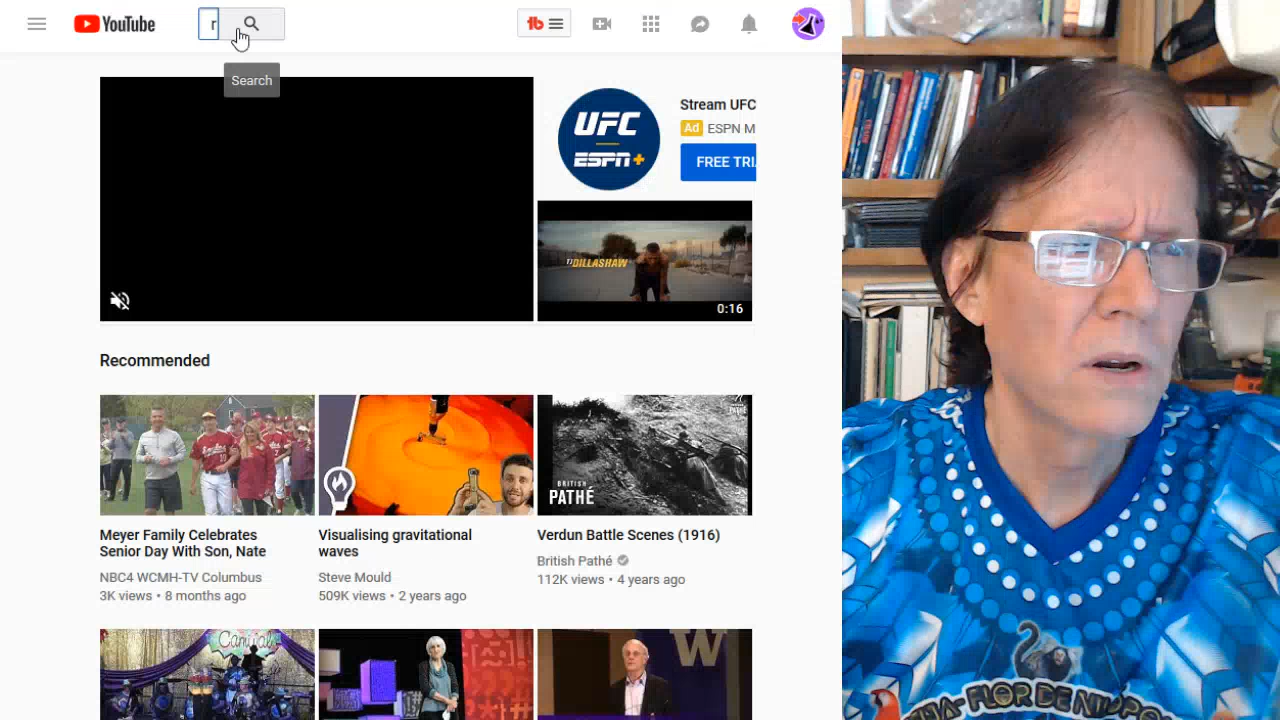 YouTube
r
Search
UFC
ESPN+
Stream UFC
Ad ESPN M
FREE TRI
TJ DILLASHAW
0:16
Recommended
BRITISH
PATHÉ
Meyer Family Celebrates
Senior Day With Son, Nate
NBC4 WCMH-TV Columbus
3K views • 8 months ago
Visualising gravitational
waves
Steve Mould
509K views • 2 years ago
Verdun Battle Scenes (1916)
British Pathé
112K views • 4 years ago
W